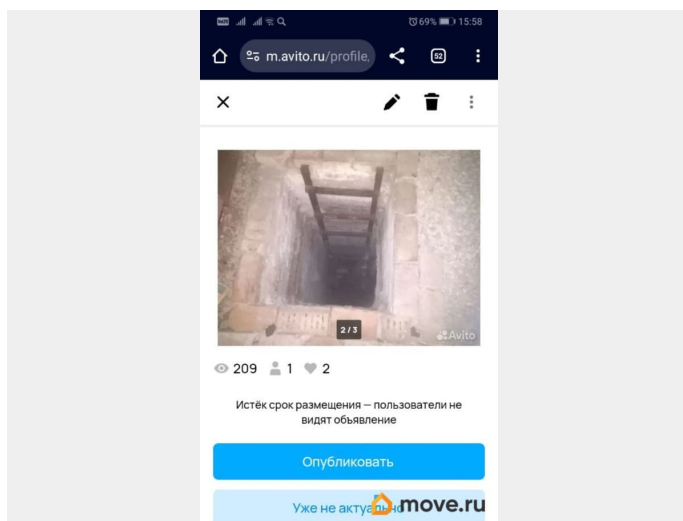 69% 15:58
m.avito.ru/profile,
52
2/3
Avito
209 1 2
Истёк срок размещения — пользователи не
видят объявление
Опубликовать
Уже не актуально
move.ru